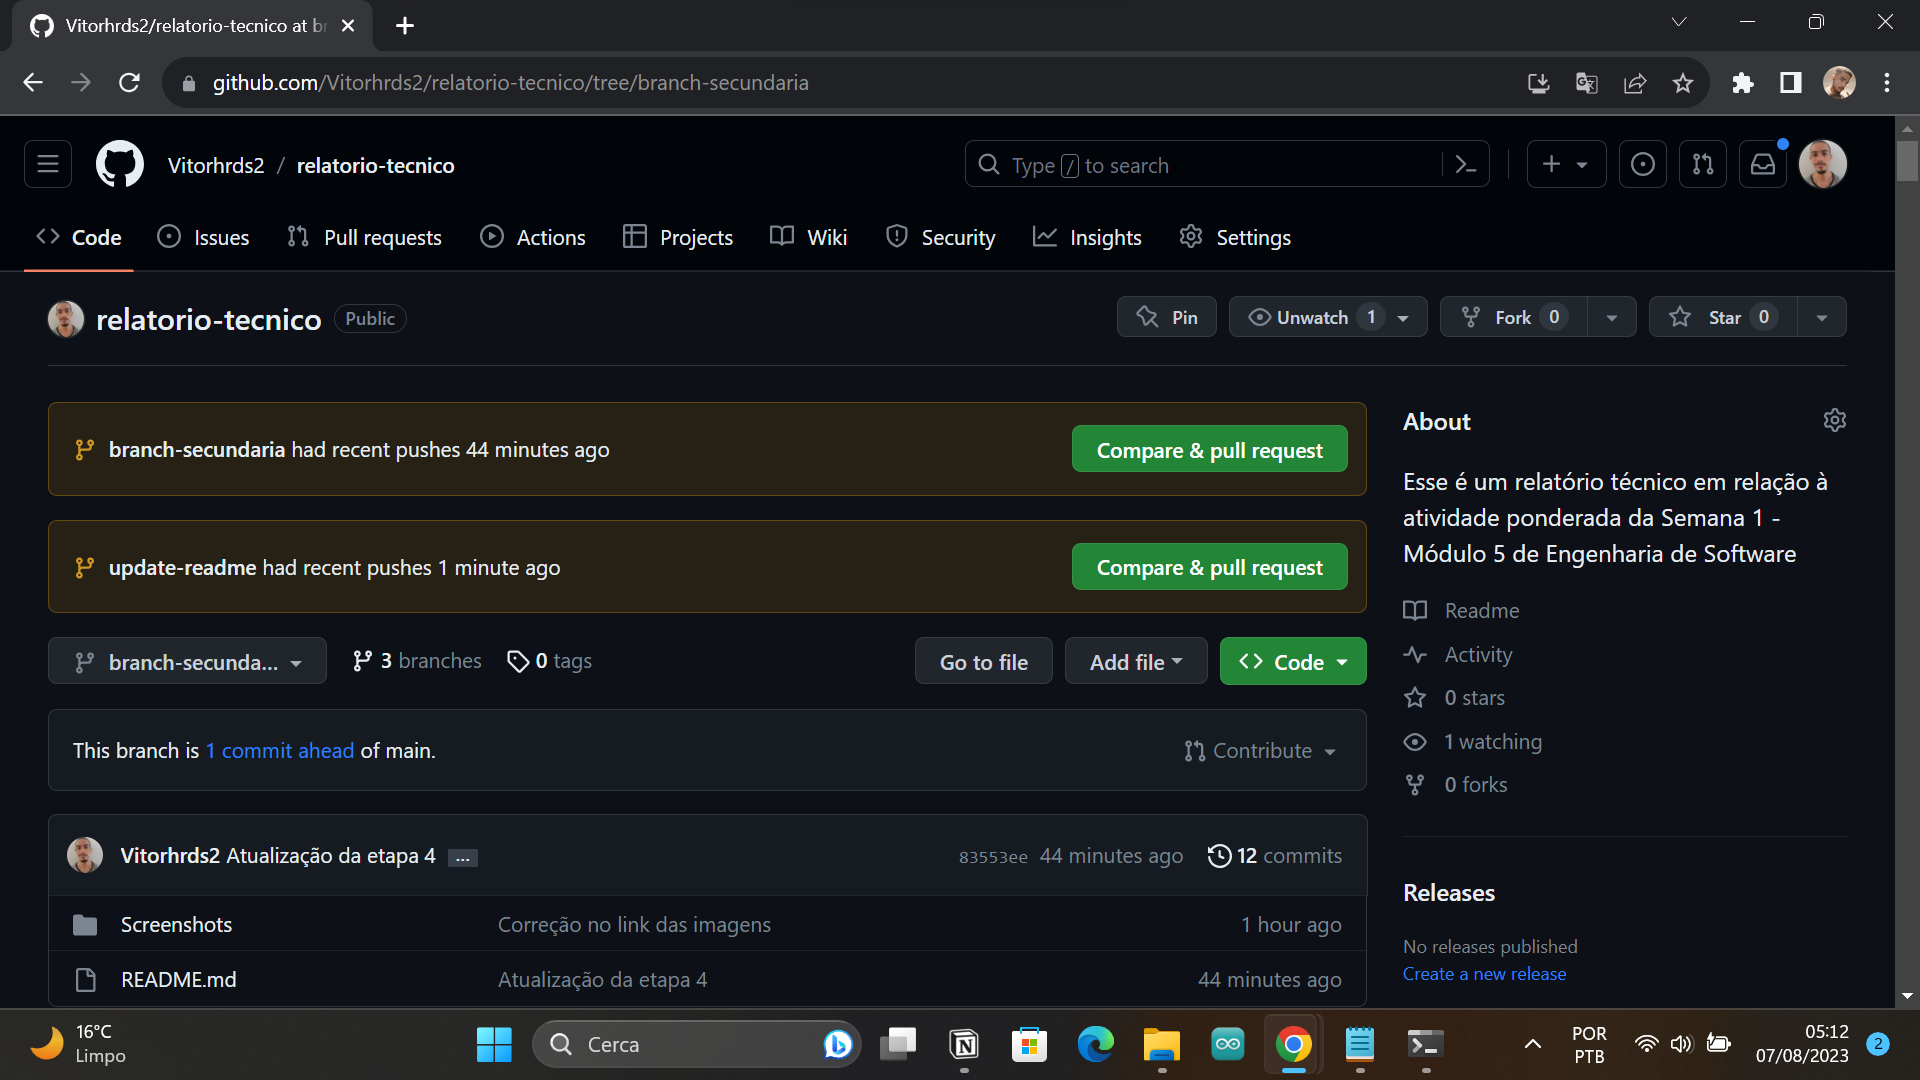 Vitorhrds2/relatorio-tecnico at br
github.com/Vitorhrds2/relatorio-tecnico/tree/branch-secundaria
Vitorhrds2 / relatorio-tecnico
Type / to search
Code
Issues
Pull requests
Actions
Projects
Wiki
Security
Insights
Settings
relatorio-tecnico
Public
Pin
Unwatch 1
Fork 0
Star 0
branch-secundaria had recent pushes 44 minutes ago
Compare & pull request
update-readme had recent pushes 1 minute ago
Compare & pull request
branch-secunda...
3 branches
0 tags
Go to file
Add file
Code
This branch is 1 commit ahead of main.
Contribute
Vitorhrds2 Atualização da etapa 4 ...
83553ee 44 minutes ago
12 commits
Screenshots
Correção no link das imagens
1 hour ago
README.md
Atualização da etapa 4
44 minutes ago
About
Esse é um relatório técnico em relação à
atividade ponderada da Semana 1 -
Módulo 5 de Engenharia de Software
Readme
Activity
0 stars
1 watching
0 forks
Releases
No releases published
Create a new release
16°C
Limpo
Cerca
POR
PTB
05:12
07/08/2023
2